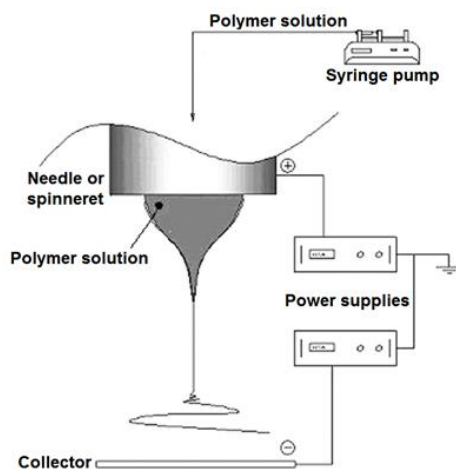 Polymer solution
Syringe pump
Needle or
spinneret
Polymer solution
Power supplies
Collector